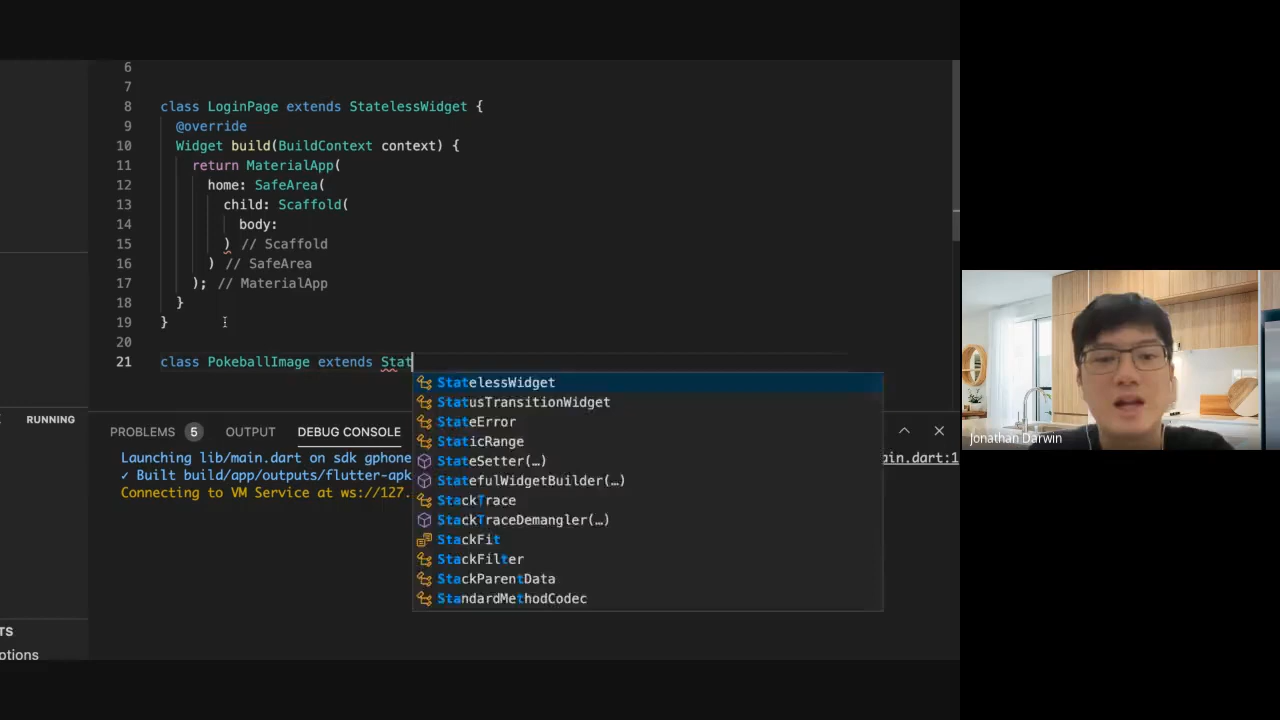 6
7
8 class LoginPage extends StatelessWidget {
9 @override
10 Widget build(BuildContext context) {
11 return MaterialApp(
12 home: SafeArea(
13 child: Scaffold(
14 body:
15 ) // Scaffold
16 ) // SafeArea
17 ); // MaterialApp
18 }
19 }
20
21 class PokeballImage extends Stat
StatelessWidget
StatusTransitionWidget
StateError
StaticRange
StateSetter(…)
StatefulWidgetBuilder(…)
StackTrace
StackTraceDemangler(…)
StackFit
StackFilter
StackParentData
StandardMethodCodec
RUNNING
PROBLEMS 5 OUTPUT DEBUG CONSOLE
Launching lib/main.dart on sdk gphone ain.dart:1
✓ Built build/app/outputs/flutter-apk
Connecting to VM Service at ws://127.
TS
ptions
Jonathan Darwin